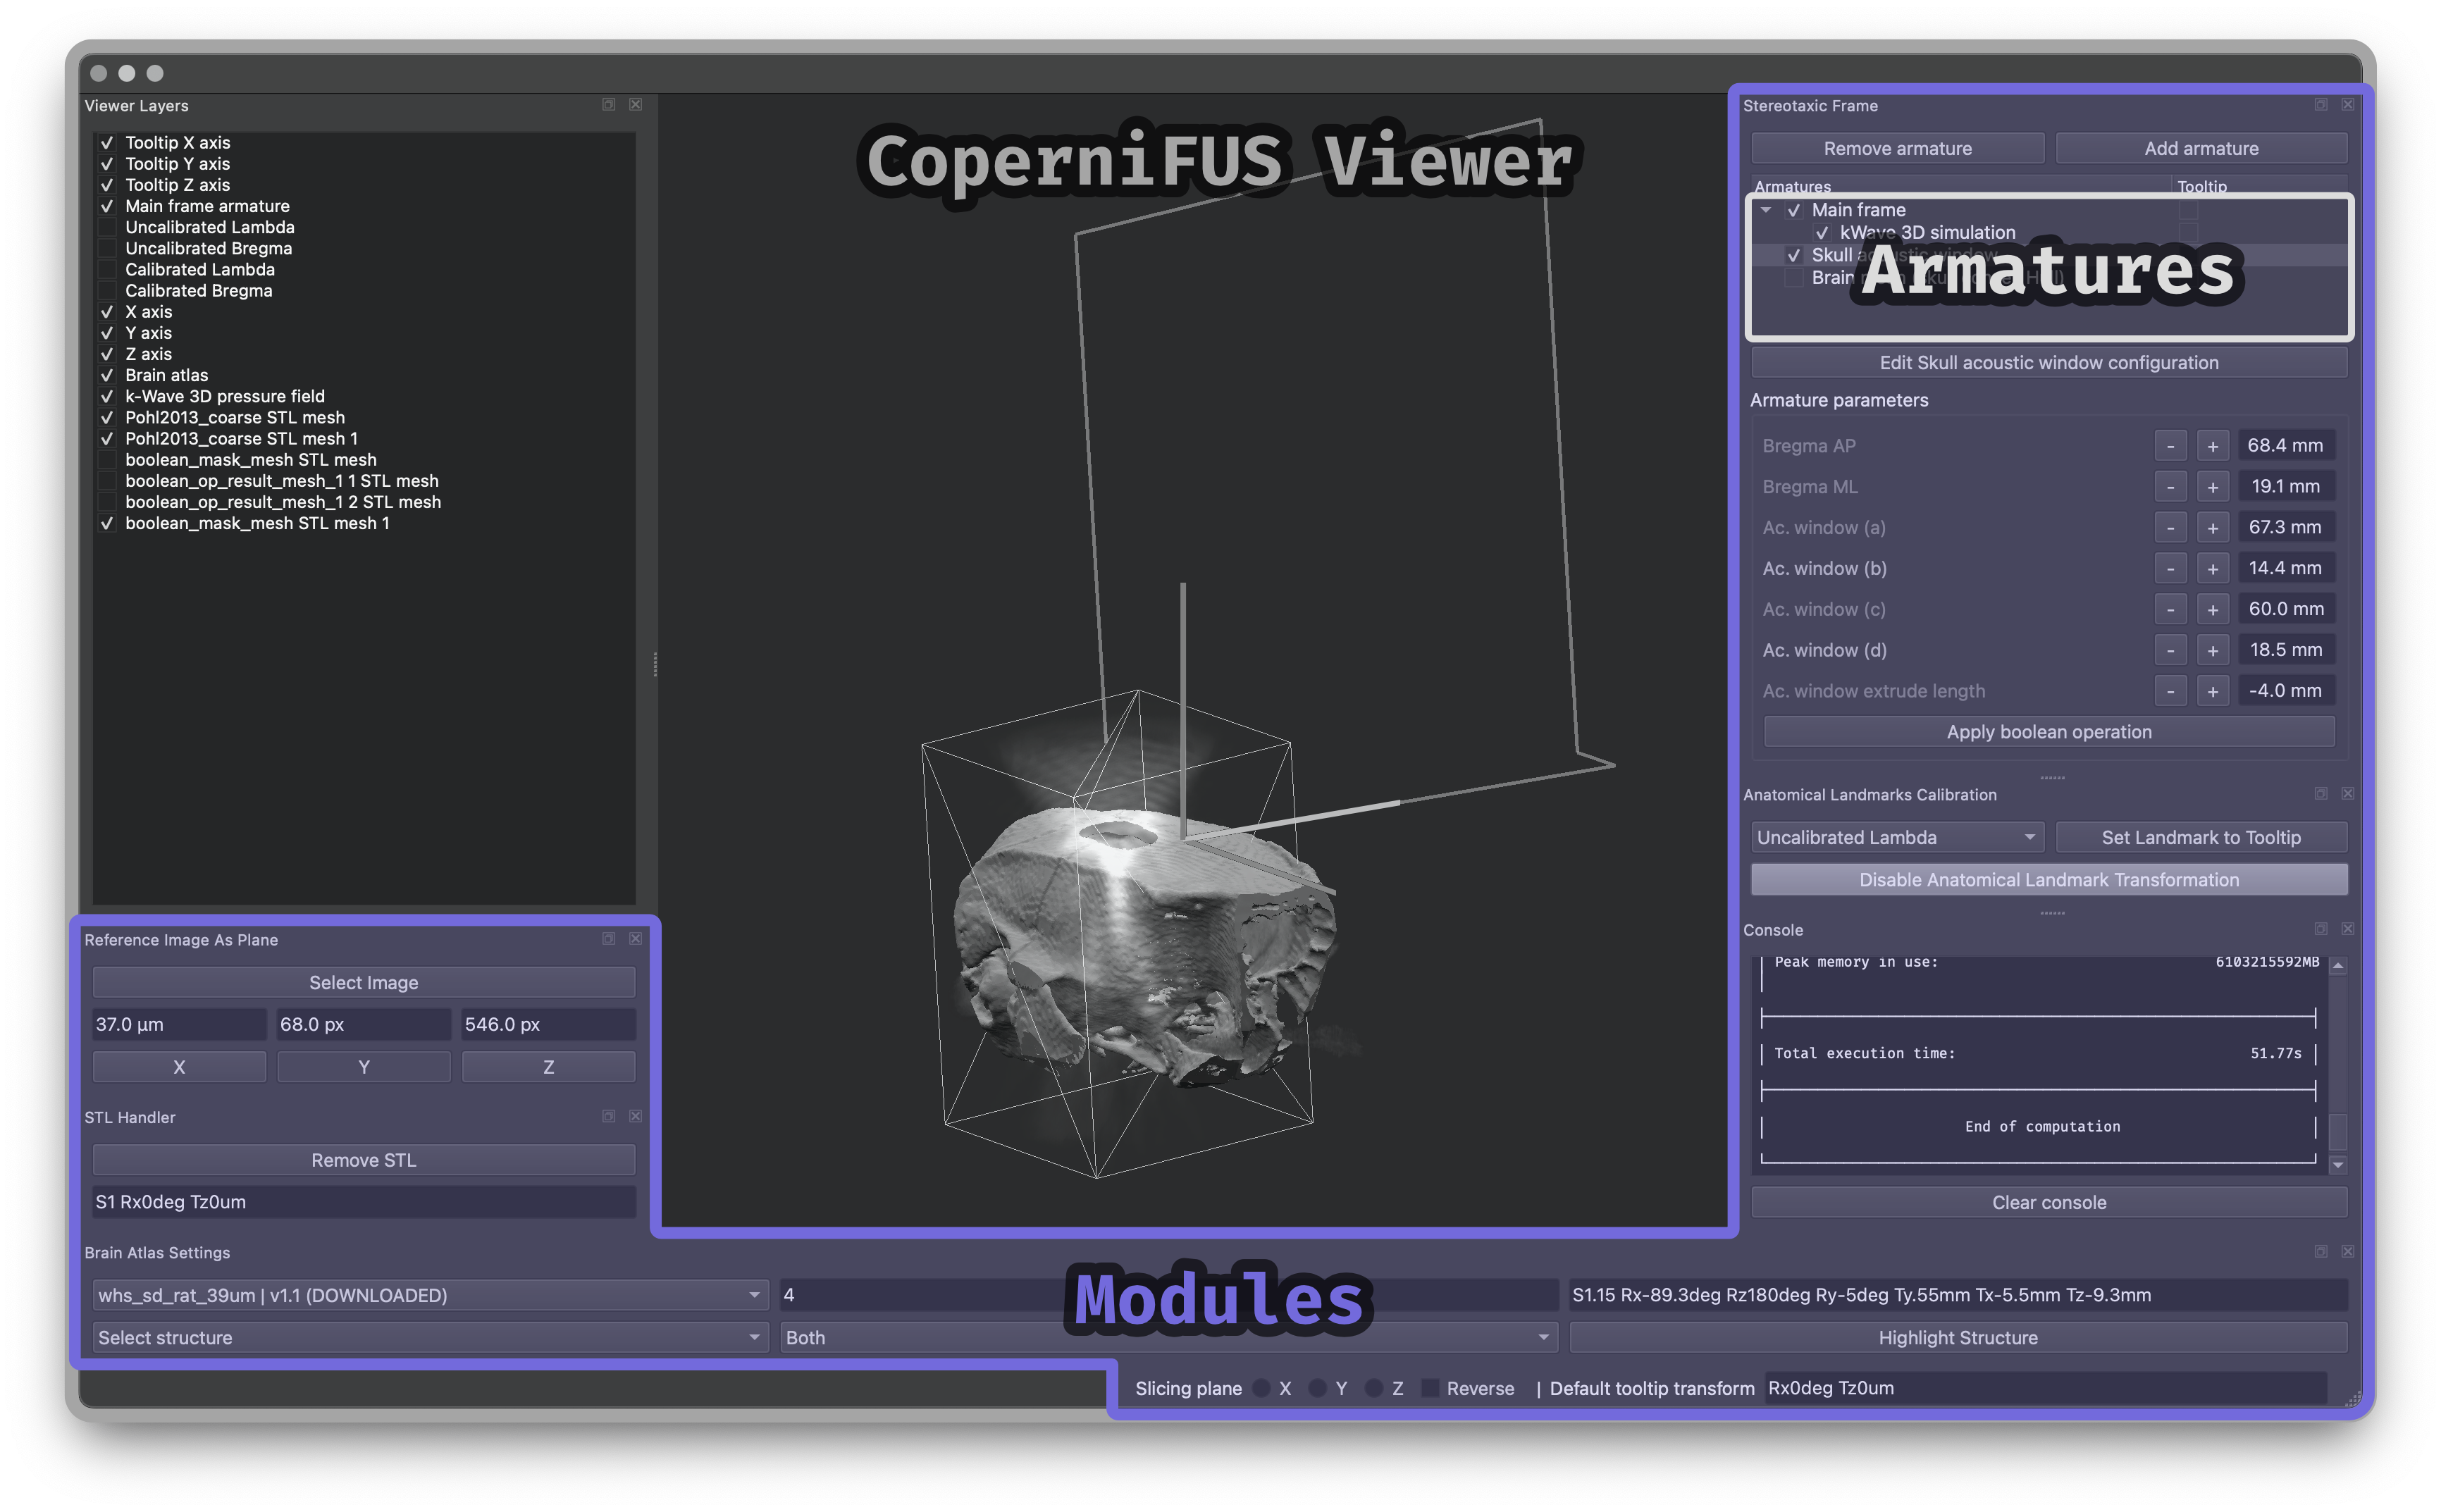 Viewer Layers
Tooltip X axis
Tooltip Y axis
Tooltip Z axis
Main frame armature
Uncalibrated Lambda
Uncalibrated Bregma
Calibrated Lambda
Calibrated Bregma
X axis
Y axis
Z axis
Brain atlas
k-Wave 3D pressure field
Pohl2013_coarse STL mesh
Pohl2013_coarse STL mesh 1
boolean_mask_mesh STL mesh
boolean_op_result_mesh_1 1 STL mesh
boolean_op_result_mesh_1 2 STL mesh
boolean_mask_mesh STL mesh 1
CoperniFUS Viewer
Stereotaxic Frame
Remove armature Add armature
Armatures Tooltip
Main frame
kWave 3D simulation
Skull acoustic window
Brain
Armatures
Edit Skull acoustic window configuration
Armature parameters
Bregma AP - + 68.4 mm
Bregma ML - + 19.1 mm
Ac. window (a) - + 67.3 mm
Ac. window (b) - + 14.4 mm
Ac. window (c) - + 60.0 mm
Ac. window (d) - + 18.5 mm
Ac. window extrude length - + -4.0 mm
Apply boolean operation
Anatomical Landmarks Calibration
Uncalibrated Lambda Set Landmark to Tooltip
Disable Anatomical Landmark Transformation
Console
Peak memory in use: 6103215592MB
Total execution time: 51.77s
End of computation
Clear console
Reference Image As Plane
Select Image
37.0 µm 68.0 px 546.0 px
X Y Z
STL Handler
Remove STL
S1 Rx0deg Tz0um
Brain Atlas Settings
whs_sd_rat_39um | v1.1 (DOWNLOADED) 4 S1.15 Rx-89.3deg Rz180deg Ry-5deg Ty.55mm Tx-5.5mm Tz-9.3mm
Modules
Select structure Both Highlight Structure
Slicing plane X Y Z Reverse | Default tooltip transform Rx0deg Tz0um